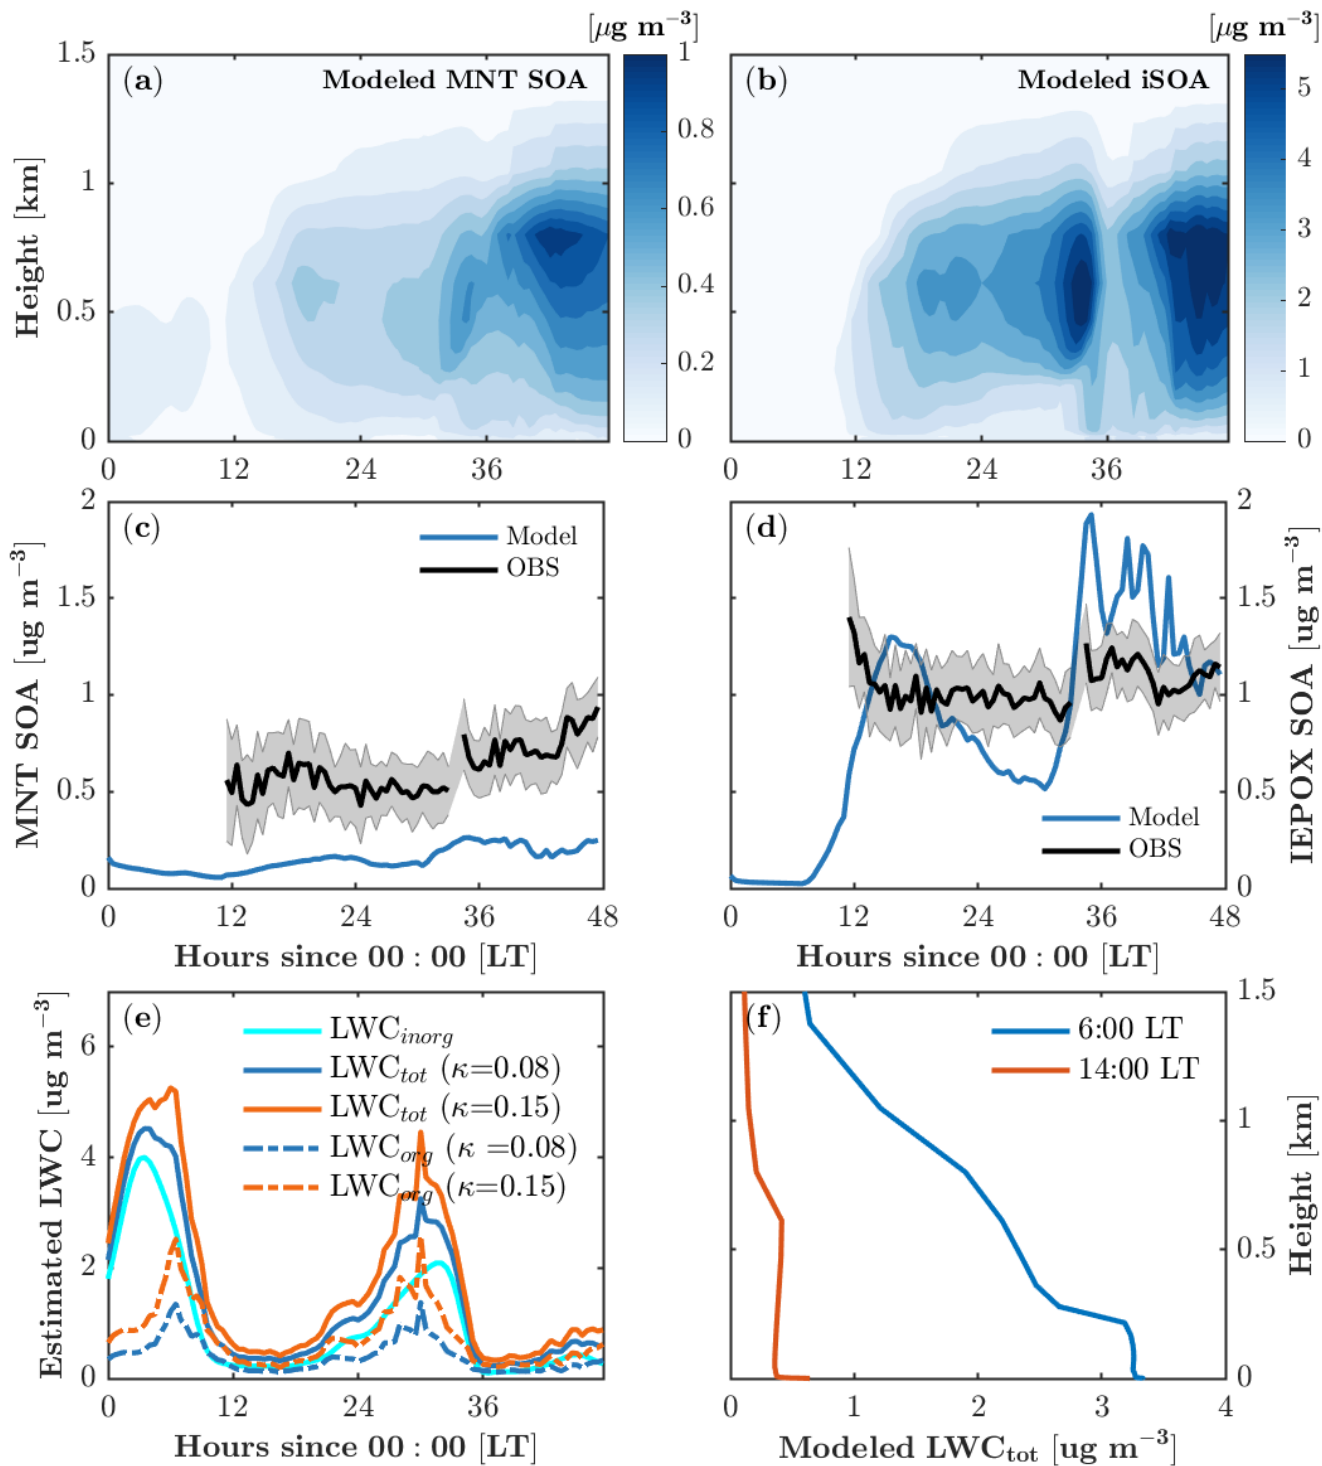 [μg m⁻³]
[μg m⁻³]
1.5
(a)
Modeled MNT SOA
1
0.8
0.6
0.4
0.2
0
Height [km]
1
0.5
0
0
12
24
36
(b)
Modeled iSOA
5
4
3
2
1
0
0
12
24
36
2
(c)
Model
OBS
MNT SOA [ug m⁻³]
1.5
1
0.5
0
0
12
24
36
48
Hours since 00 : 00 [LT]
(d)
2
1.5
1
0.5
0
IEPOX SOA [ug m⁻³]
Model
OBS
0
12
24
36
48
Hours since 00 : 00 [LT]
(e)
LWC_inorg
LWC_tot (κ=0.08)
LWC_tot (κ=0.15)
LWC_org (κ =0.08)
LWC_org (κ=0.15)
Estimated LWC [ug m⁻³]
6
4
2
0
0
12
24
36
Hours since 00 : 00 [LT]
(f)
6:00 LT
14:00 LT
1.5
1
0.5
0
Height [km]
0
1
2
3
4
Modeled LWC_tot [ug m⁻³]